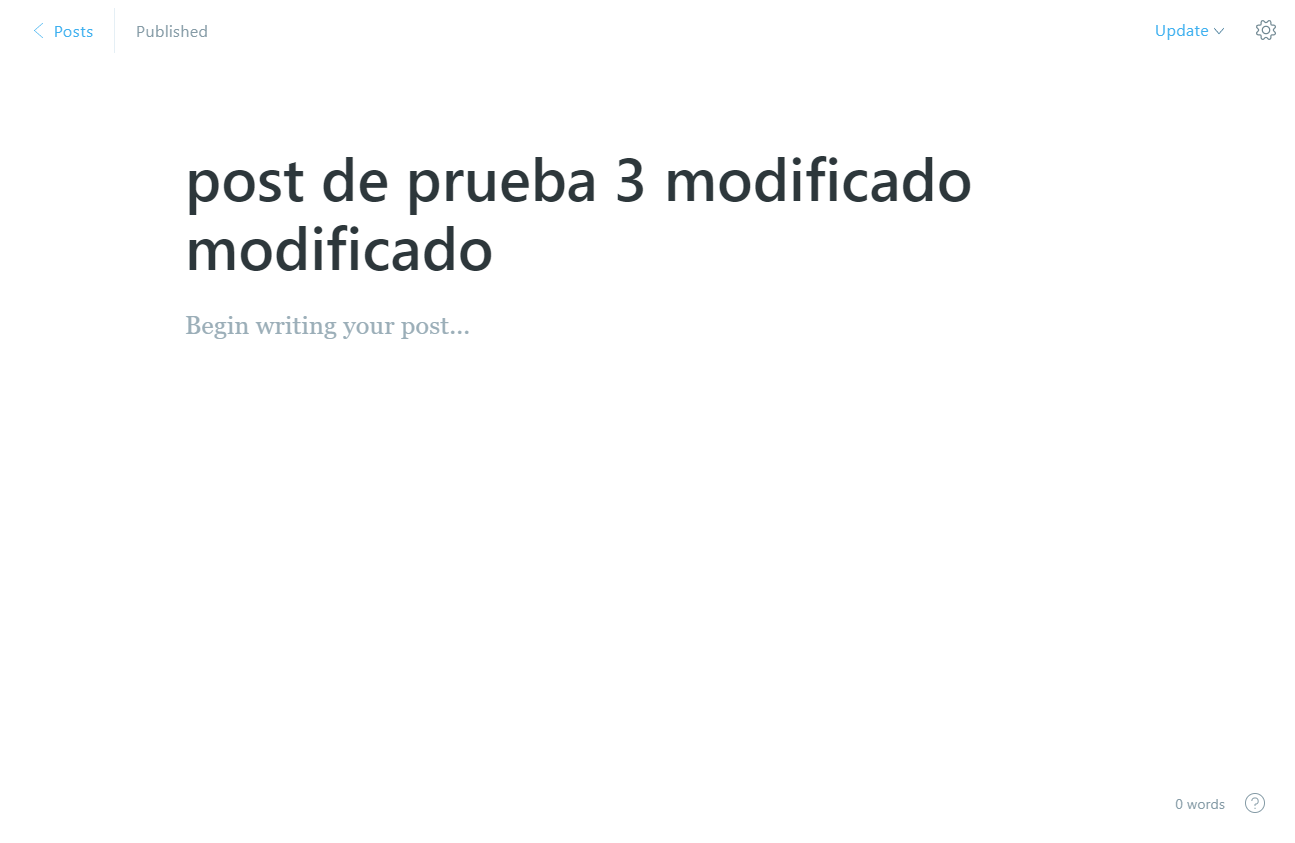 Posts
Published
Update
post de prueba 3 modificado
modificado
Begin writing your post...
0 words
?